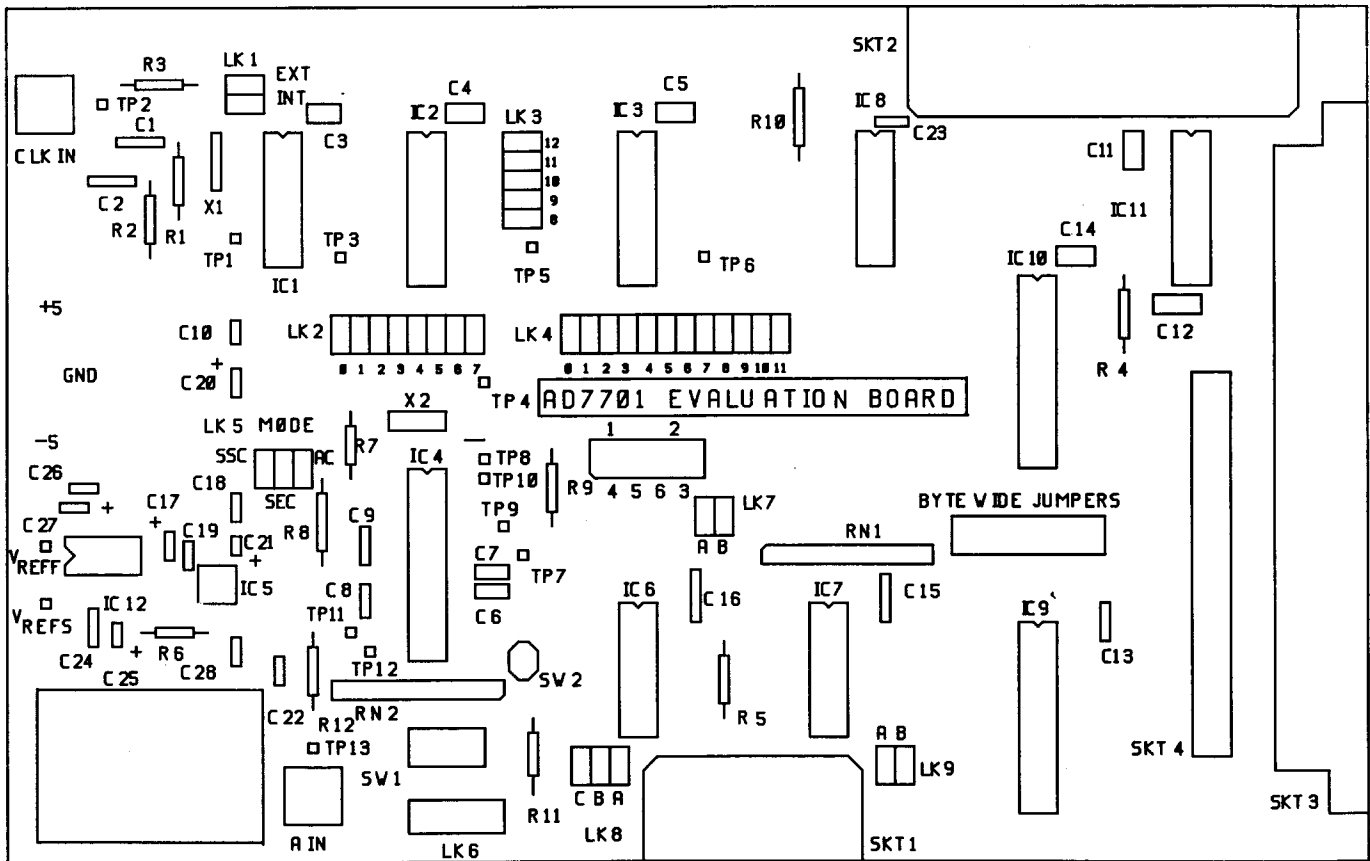 SKT2
R3
LK1
EXT
INT
TP2
C1
C3
IC2
C4
LK3
IC3
C5
R10
IC8
C23
C11
CLKIN
12
11
10
9
8
C2
R2
R1
X1
TP1
TP3
IC1
TP5
TP6
IC11
C14
IC10
C12
R4
+5
C10
LK2
LK4
0 1 2 3 4 5 6 7
0 1 2 3 4 5 6 7 8 9 10 11
GND
+
C20
TP4
AD7701 EVALUATION BOARD
LK5 MODE
X2
1 2
-5
SSC
AC
SEC
R7
IC4
TP8
TP10
R9
4 5 6 3
C26
+
C27
C17
+
C18
C19
C21
+
R8
C9
TP9
LK7
A B
BYTE WIDE JUMPERS
RN1
VREFF
IC5
C7
TP7
C8
C6
IC6
C16
IC7
C15
IC9
VREFS
IC12
TP11
C24
C25
+
R6
C28
TP12
SW2
C13
C22
R12
RN2
R5
TP13
SW1
A B
LK9
SKT4
R11
C B A
LK8
SKT3
A IN
LK6
SKT1